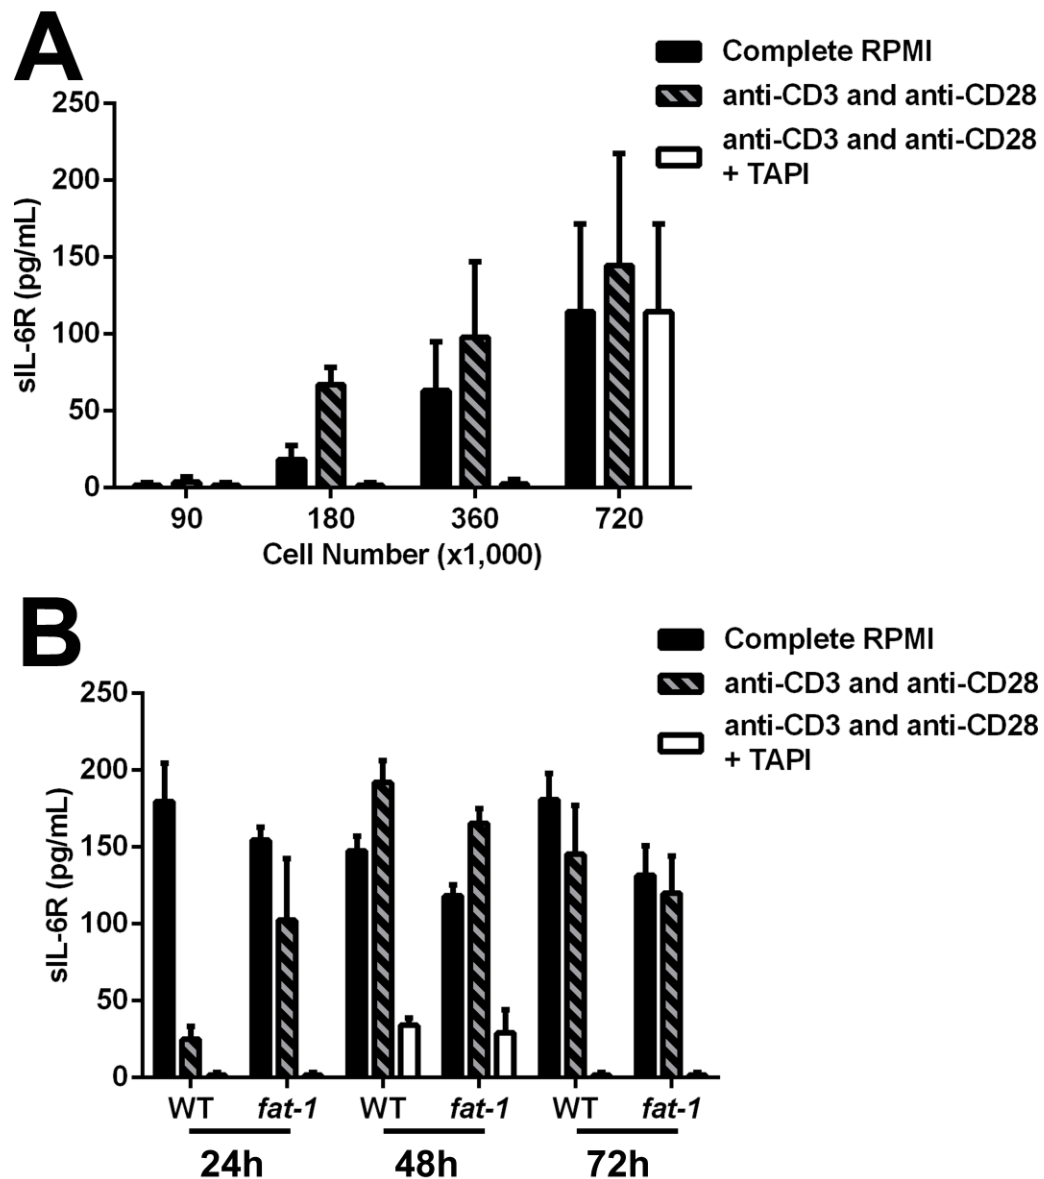 A
Complete RPMI
anti-CD3 and anti-CD28
anti-CD3 and anti-CD28
+ TAPI
250
200
150
100
50
0
sIL-6R (pg/mL)
90 180 360 720
Cell Number (x1,000)
B
Complete RPMI
anti-CD3 and anti-CD28
anti-CD3 and anti-CD28
+ TAPI
250
200
150
100
50
0
sIL-6R (pg/mL)
WT fat-1 WT fat-1 WT fat-1
24h 48h 72h